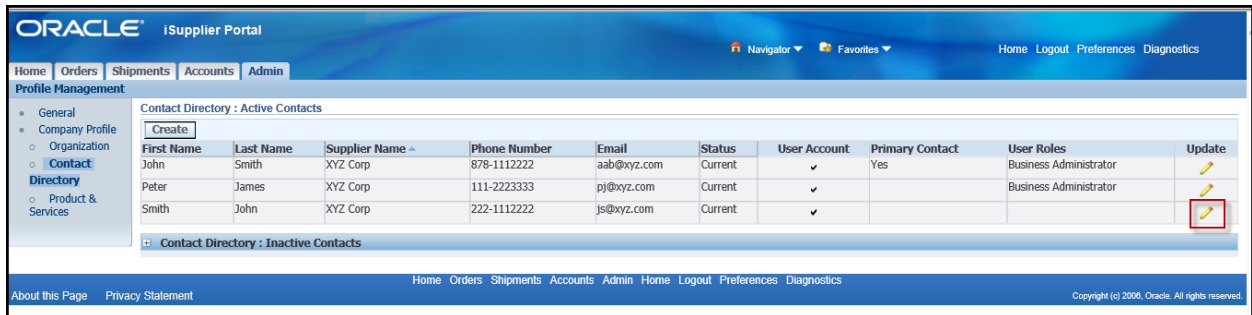 ORACLE iSupplier Portal
Navigator Favorites Home Logout Preferences Diagnostics
Home Orders Shipments Accounts Admin
Profile Management
General
Company Profile
Organization
Contact
Directory
Product &
Services
Contact Directory : Active Contacts
Create
First Name Last Name Supplier Name Phone Number Email Status User Account Primary Contact User Roles Update
John Smith XYZ Corp 878-1112222 aab@xyz.com Current Yes Business Administrator
Peter James XYZ Corp 111-2223333 pj@xyz.com Current Business Administrator
Smith John XYZ Corp 222-1112222 js@xyz.com Current
Contact Directory : Inactive Contacts
Home Orders Shipments Accounts Admin Home Logout Preferences Diagnostics
About this Page Privacy Statement Copyright (c) 2006, Oracle. All rights reserved.